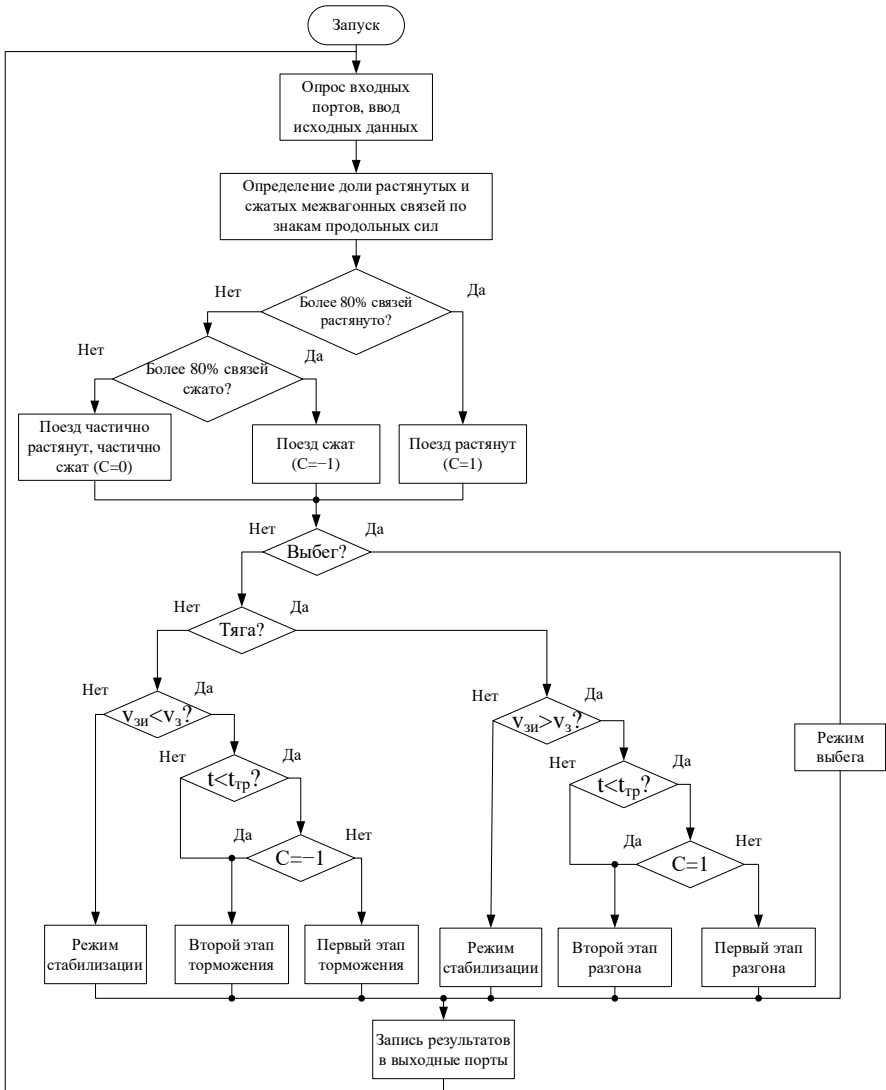 Запуск
Опрос входных
портов, ввод
исходных данных
Определение доли растянутых и
сжатых межвагонных связей по
знакам продольных сил
Нет
Да
Более 80% связей
растянуто?
Нет
Да
Более 80% связей
сжато?
Поезд частично
растянут, частично
сжат (С=0)
Поезд сжат
(С=−1)
Поезд растянут
(С=1)
Нет
Да
Выбег?
Нет
Да
Тяга?
Нет
Да
vзи<vз?
Нет
Да
vзи>vз?
Режим
выбега
Нет
Да
t<tтр?
Нет
Да
t<tтр?
Да
Нет
С=−1
Да
Нет
С=1
Режим
стабилизации
Второй этап
торможения
Первый этап
торможения
Режим
стабилизации
Второй этап
разгона
Первый этап
разгона
Запись результатов
в выходные порты